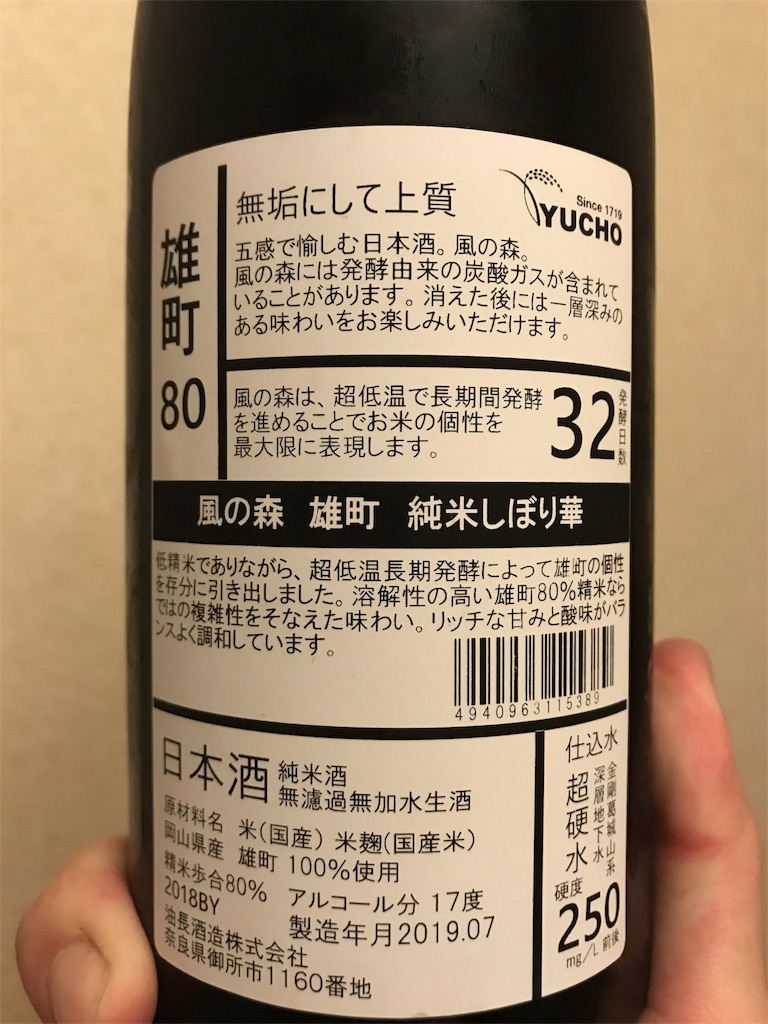 雄町
80
無垢にして上質
Since 1719
YUCHO
五感で愉しむ日本酒。風の森。
風の森には発酵由来の炭酸ガスが含まれて
いることがあります。消えた後には一層深みの
ある味わいをお楽しみいただけます。
風の森は、超低温で長期間発酵
を進めることでお米の個性を
最大限に表現します。
32
発酵日数
風の森 雄町 純米しぼり華
低精米でありながら、超低温長期発酵によって雄町の個性
を存分に引き出しました。溶解性の高い雄町80%精米なら
ではの複雑性をそなえた味わい。リッチな甘みと酸味がバラ
ンスよく調和しています。
4940963115389
日本酒
純米酒
無濾過無加水生酒
原材料名 米(国産) 米麹(国産米)
岡山県産 雄町 100%使用
精米歩合80% アルコール分 17度
2018BY 製造年月2019.07
油長酒造株式会社
奈良県御所市1160番地
仕込水
金剛葛城山系
深層地下水
超硬水
硬度
250
mg/L 前後